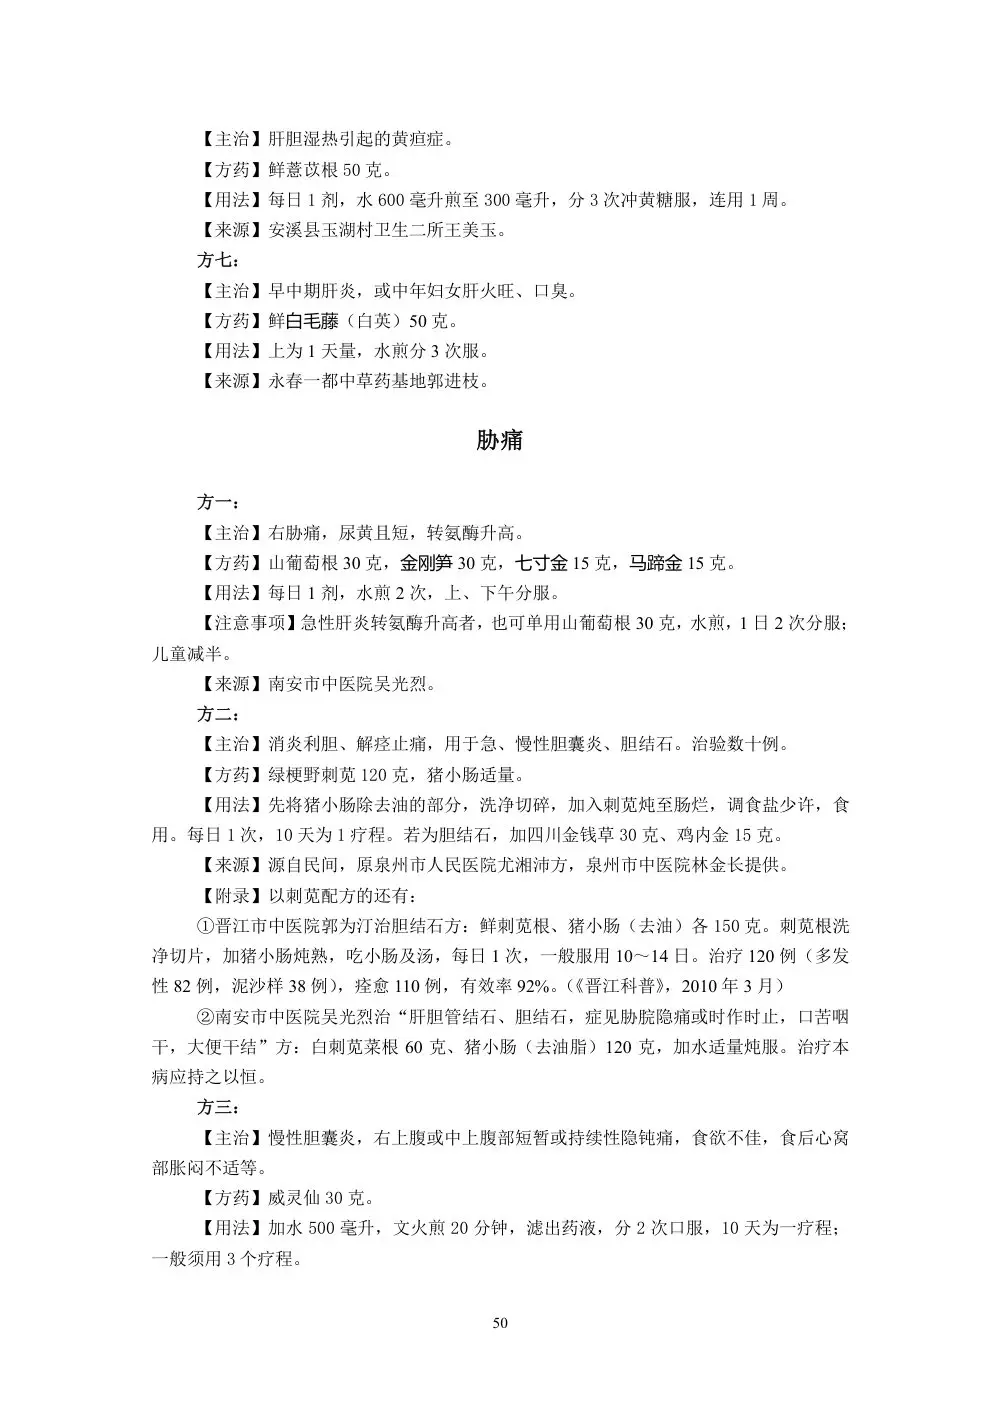 【主治】肝胆湿热引起的黄疸症。
【方药】鲜薏苡根 50 克。
【用法】每日 1 剂，水 600 毫升煎至 300 毫升，分 3 次冲黄糖服，连用 1 周。
【来源】安溪县玉湖村卫生二所王美玉。
方七：
【主治】早中期肝炎，或中年妇女肝火旺、口臭。
【方药】鲜白毛藤（白英）50 克。
【用法】上为 1 天量，水煎分 3 次服。
【来源】永春一都中草药基地郭进枝。
胁痛
方一：
【主治】右胁痛，尿黄且短，转氨酶升高。
【方药】山葡萄根 30 克，金刚笋 30 克，七寸金 15 克，马蹄金 15 克。
【用法】每日 1 剂，水煎 2 次，上、下午分服。
【注意事项】急性肝炎转氨酶升高者，也可单用山葡萄根 30 克，水煎，1 日 2 次分服；
儿童减半。
【来源】南安市中医院吴光烈。
方二：
【主治】消炎利胆、解痉止痛，用于急、慢性胆囊炎、胆结石。治验数十例。
【方药】绿梗野刺苋 120 克，猪小肠适量。
【用法】先将猪小肠除去油的部分，洗净切碎，加入刺苋炖至肠烂，调食盐少许，食
用。每日 1 次，10 天为 1 疗程。若为胆结石，加四川金钱草 30 克、鸡内金 15 克。
【来源】源自民间，原泉州市人民医院尤湘沛方，泉州市中医院林金长提供。
【附录】以刺苋配方的还有：
①晋江市中医院郭为汀治胆结石方：鲜刺苋根、猪小肠（去油）各 150 克。刺苋根洗
净切片，加猪小肠炖熟，吃小肠及汤，每日 1 次，一般服用 10～14 日。治疗 120 例（多发
性 82 例，泥沙样 38 例），痊愈 110 例，有效率 92%。（《晋江科普》，2010 年 3 月）
②南安市中医院吴光烈治“肝胆管结石、胆结石，症见胁脘隐痛或时作时止，口苦咽
干，大便干结”方：白刺苋菜根 60 克、猪小肠（去油脂）120 克，加水适量炖服。治疗本
病应持之以恒。
方三：
【主治】慢性胆囊炎，右上腹或中上腹部短暂或持续性隐钝痛，食欲不佳，食后心窝
部胀闷不适等。
【方药】威灵仙 30 克。
【用法】加水 500 毫升，文火煎 20 分钟，滤出药液，分 2 次口服，10 天为一疗程；
一般须用 3 个疗程。
50